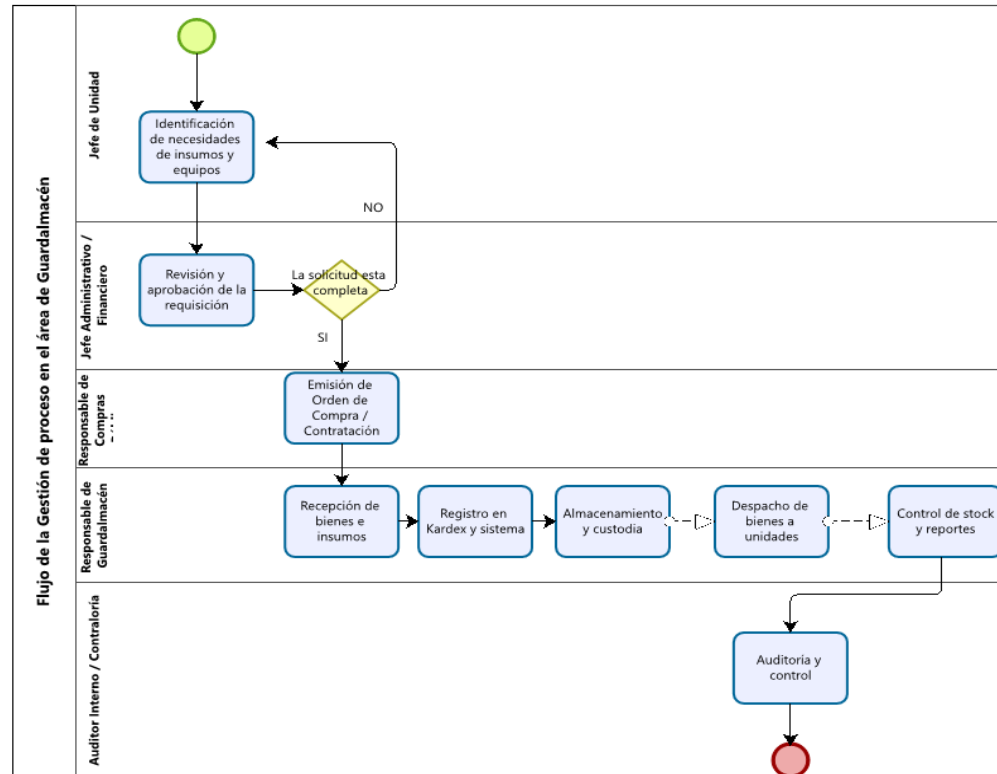 Flujo de la Gestión de proceso en el área de Guardalmacén
Jefe de Unidad
Identificación
de necesidades
de insumos y
equipos
NO
Jefe Administrativo /
Financiero
Revisión y
aprobación de la
requisición
La solicitud esta
completa
SI
Responsable de
Compras
Emisión de
Orden de
Compra /
Contratación
Responsable de
Guardalmacén
Recepción de
bienes e
insumos
Registro en
Kardex y sistema
Almacenamiento
y custodia
Despacho de
bienes a
unidades
Control de stock
y reportes
Auditor Interno / Contraloría
Auditoria y
control